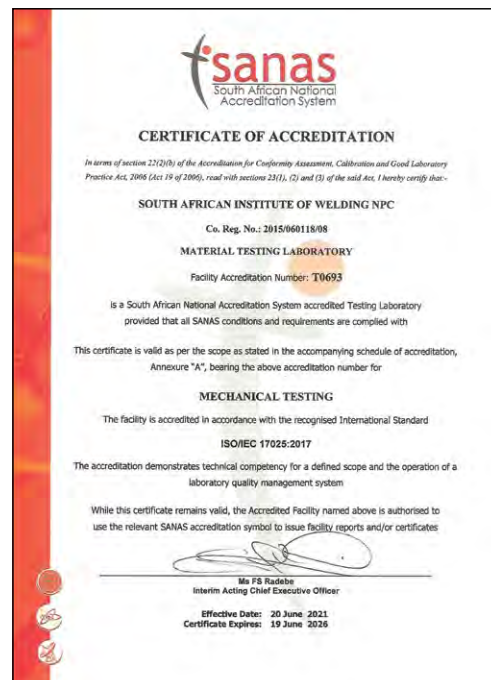 sanas
South African National
Accreditation System
CERTIFICATE OF ACCREDITATION
In terms of section 22(2)(b) of the Accreditation for Conformity Assessment, Calibration and Good Laboratory
Practice Act, 2006 (Act 19 of 2006), read with sections 23(1), (2) and (3) of the said Act, I hereby certify that:-
SOUTH AFRICAN INSTITUTE OF WELDING NPC
Co. Reg. No.: 2015/060118/08
MATERIAL TESTING LABORATORY
Facility Accreditation Number: T0693
is a South African National Accreditation System accredited Testing Laboratory
provided that all SANAS conditions and requirements are complied with
This certificate is valid as per the scope as stated in the accompanying schedule of accreditation,
Annexure "A", bearing the above accreditation number for
MECHANICAL TESTING
The facility is accredited in accordance with the recognised International Standard
ISO/IEC 17025:2017
The accreditation demonstrates technical competency for a defined scope and the operation of a
laboratory quality management system
While this certificate remains valid, the Accredited Facility named above is authorised to
use the relevant SANAS accreditation symbol to issue facility reports and/or certificates
Ms FS Radebe
Interim Acting Chief Executive Officer
Effective Date: 20 June 2021
Certificate Expires: 19 June 2026